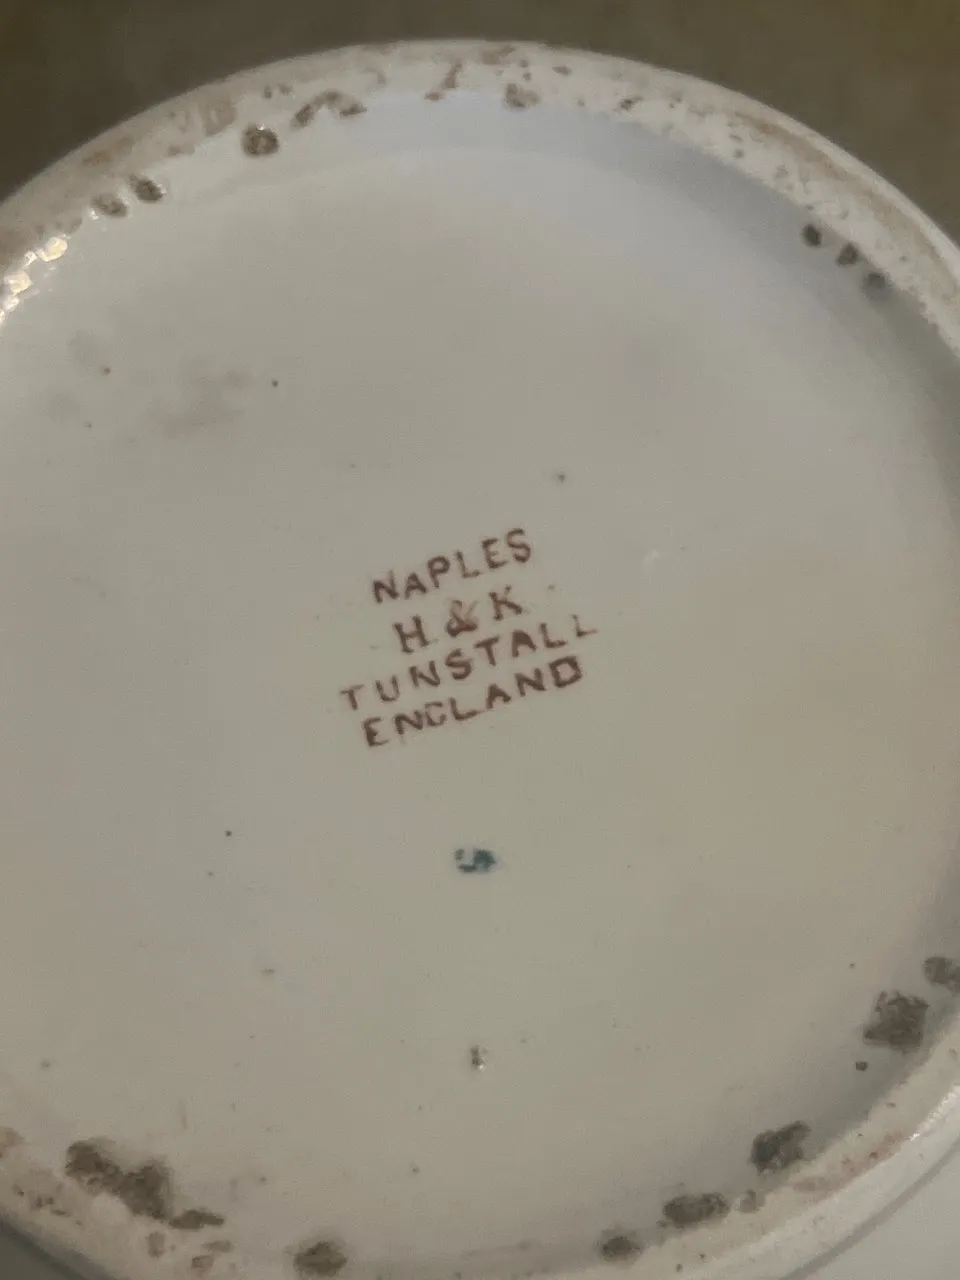 NAPLES
H & K
TUNSTALL
ENGLAND